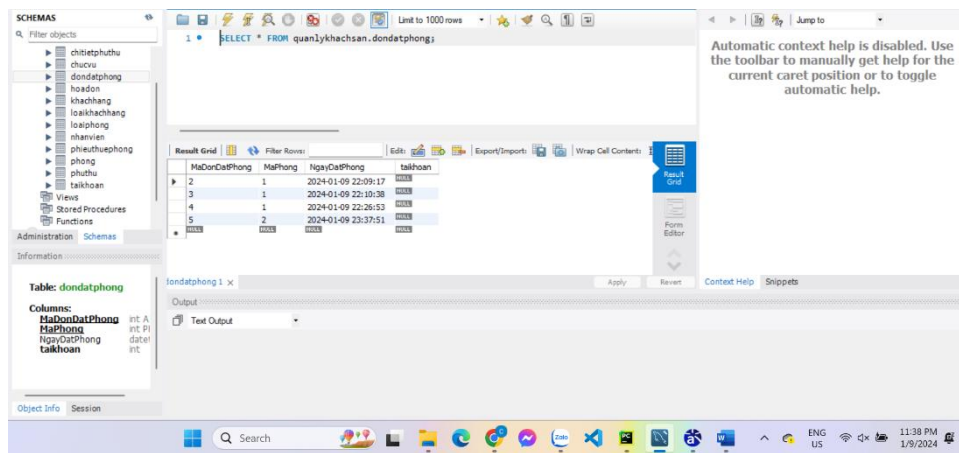 SCHEMAS
Filter objects
chitietphuthu
chucvu
dondatphong
hoadon
khachhang
loaikhachhang
loaiphong
nhanvien
phieuthuephong
phong
phuthu
taikhoan
Views
Stored Procedures
Functions
Administration Schemas
Information
Table: dondatphong
Columns:
MaDonDatPhong int A
MaPhong int PI
NgayDatPhong datet
taikhoan int
Object Info Session
Limit to 1000 rows
1 SELECT * FROM quanlykhachsan.dondatphong;
Result Grid Filter Rows: Edit: Export/Import: Wrap Cell Content:
MaDonDatPhong MaPhong NgayDatPhong taikhoan
2 1 2024-01-09 22:09:17 NULL
3 1 2024-01-09 22:10:38 NULL
4 1 2024-01-09 22:26:53 NULL
5 2 2024-01-09 23:37:51 NULL
NULL NULL NULL NULL
Result
Grid
Form
Editor
dondatphong 1 Apply Revert
Output
Text Output
Jump to
Automatic context help is disabled. Use
the toolbar to manually get help for the
current caret position or to toggle
automatic help.
Context Help Snippets
Search
Zalo
ENG
US
11:38 PM
1/9/2024